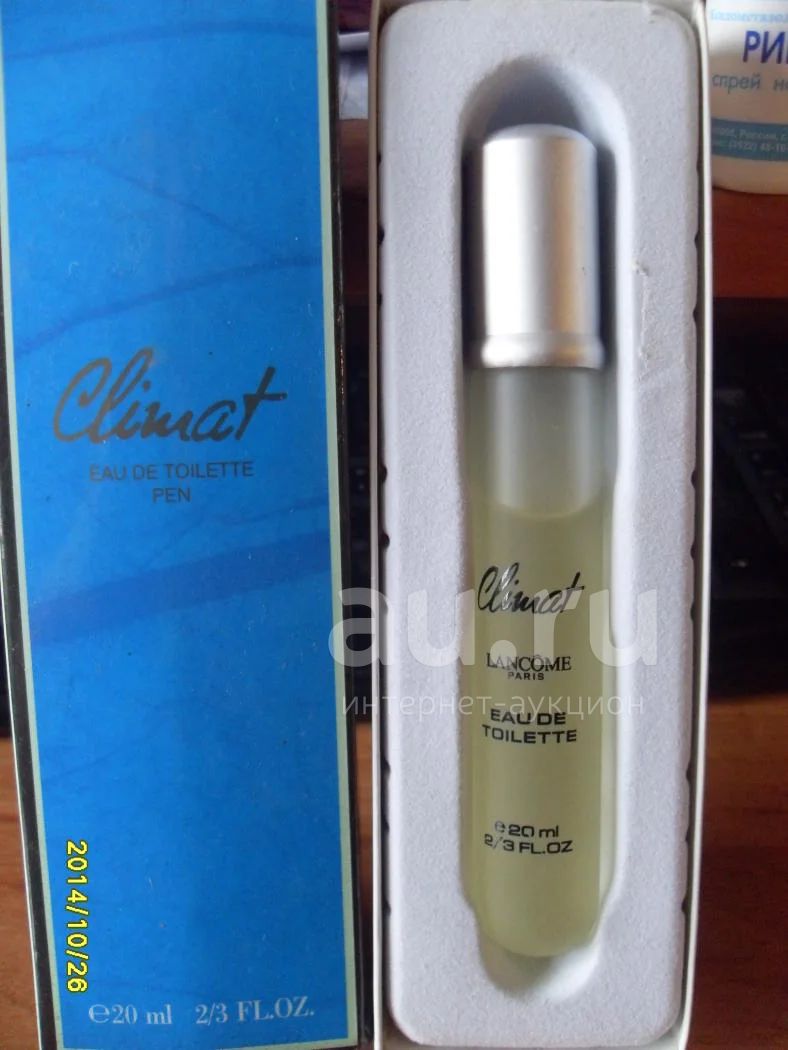 Climat
EAU DE TOILETTE
PEN
℮20 ml 2/3 FL.OZ.
2014/10/26
Climat
LANCÔME
PARIS
EAU DE
TOILETTE
℮20 ml
2/3 FL.OZ
au.ru
интернет-аукцион
спрей